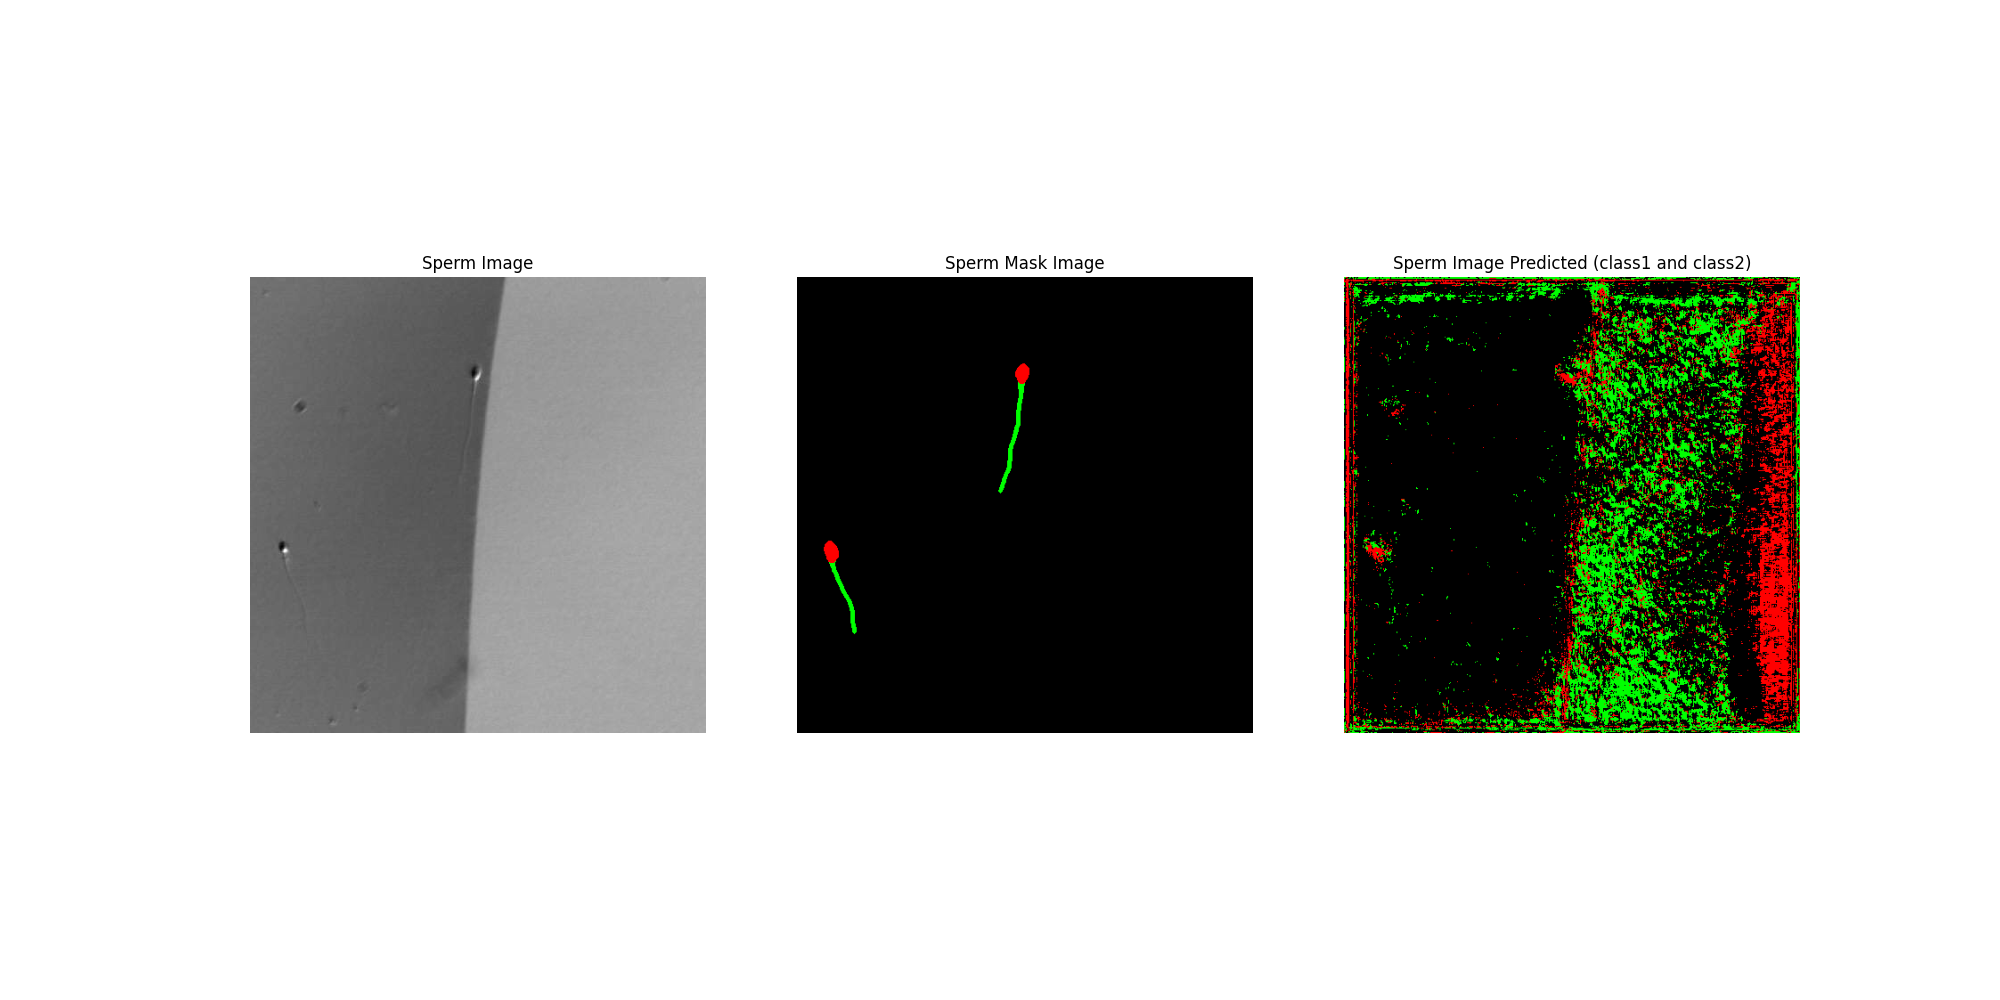 Sperm Image
Sperm Mask Image
Sperm Image Predicted (class1 and class2)